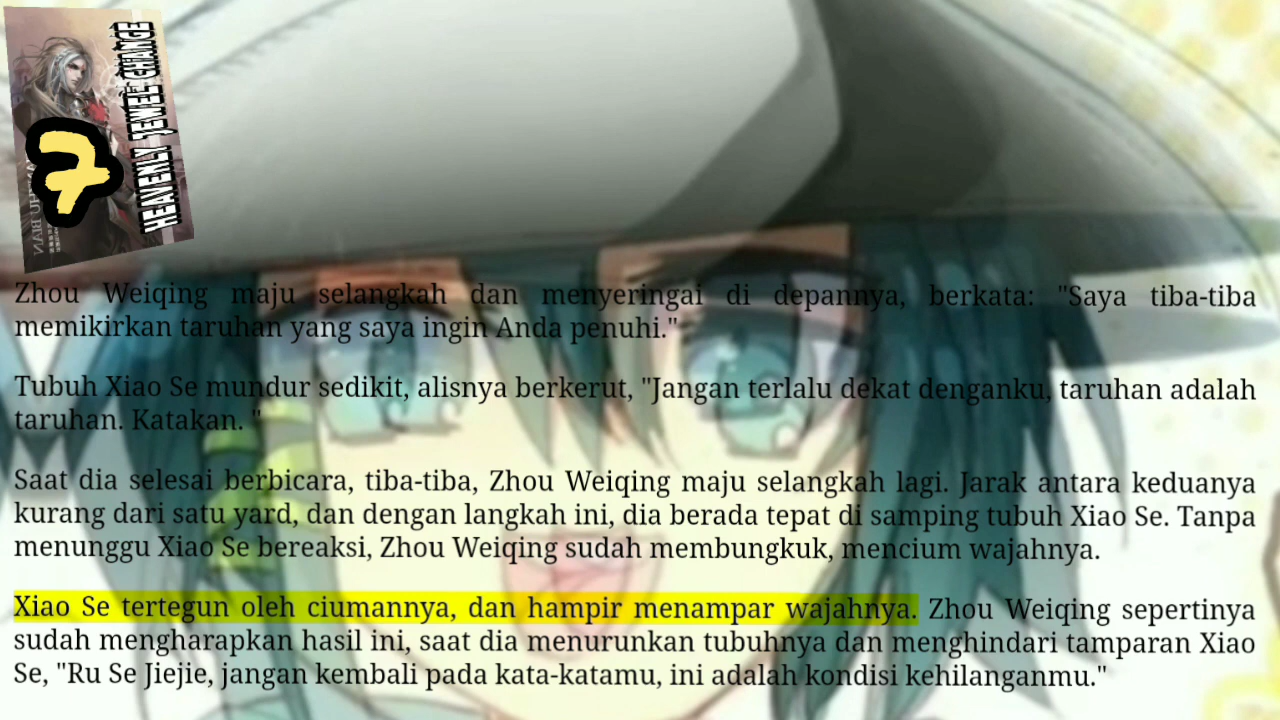 HEAVENLY JEWEL CHANGE
7
Zhou Weiqing maju selangkah dan menyeringai di depannya, berkata: "Saya tiba-tiba
memikirkan taruhan yang saya ingin Anda penuhi."
Tubuh Xiao Se mundur sedikit, alisnya berkerut, "Jangan terlalu dekat denganku, taruhan adalah
taruhan. Katakan. "
Saat dia selesai berbicara, tiba-tiba, Zhou Weiqing maju selangkah lagi. Jarak antara keduanya
kurang dari satu yard, dan dengan langkah ini, dia berada tepat di samping tubuh Xiao Se. Tanpa
menunggu Xiao Se bereaksi, Zhou Weiqing sudah membungkuk, mencium wajahnya.
Xiao Se tertegun oleh ciumannya, dan hampir menampar wajahnya. Zhou Weiqing sepertinya
sudah mengharapkan hasil ini, saat dia menurunkan tubuhnya dan menghindari tamparan Xiao
Se, "Ru Se Jiejie, jangan kembali pada kata-katamu, ini adalah kondisi kehilanganmu."